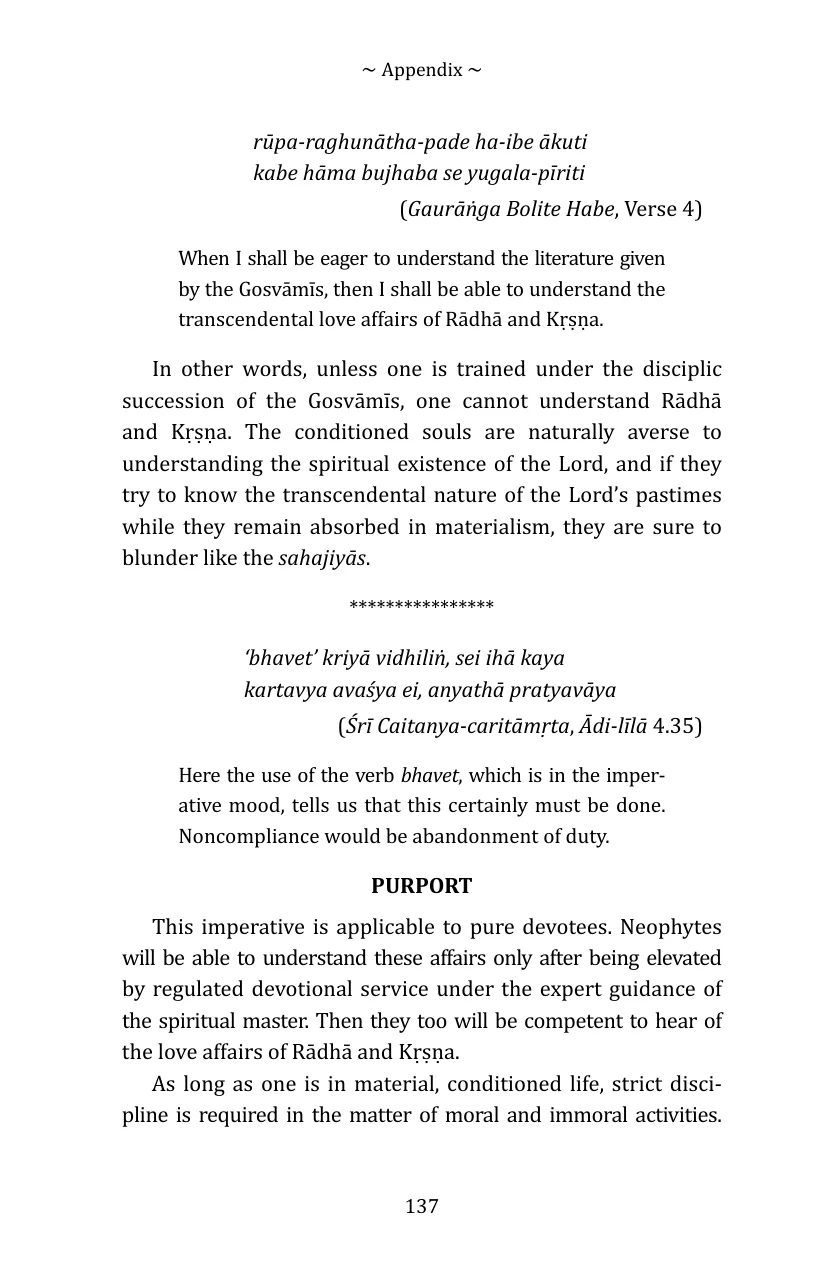 ~ Appendix ~
rūpa-raghunātha-pade ha-ibe ākuti
kabe hāma bujhaba se yugala-pīriti
(Gaurāṅga Bolite Habe, Verse 4)
When I shall be eager to understand the literature given
by the Gosvāmīs, then I shall be able to understand the
transcendental love affairs of Rādhā and Kṛṣṇa.
In other words, unless one is trained under the disciplic
succession of the Gosvāmīs, one cannot understand Rādhā
and Kṛṣṇa. The conditioned souls are naturally averse to
understanding the spiritual existence of the Lord, and if they
try to know the transcendental nature of the Lord’s pastimes
while they remain absorbed in materialism, they are sure to
blunder like the sahajiyās.
****************
‘bhavet’ kriyā vidhiliṅ, sei ihā kaya
kartavya avaśya ei, anyathā pratyavāya
(Śrī Caitanya-caritāmṛta, Ādi-līlā 4.35)
Here the use of the verb bhavet, which is in the imper-
ative mood, tells us that this certainly must be done.
Noncompliance would be abandonment of duty.
PURPORT
This imperative is applicable to pure devotees. Neophytes
will be able to understand these affairs only after being elevated
by regulated devotional service under the expert guidance of
the spiritual master. Then they too will be competent to hear of
the love affairs of Rādhā and Kṛṣṇa.
As long as one is in material, conditioned life, strict disci-
pline is required in the matter of moral and immoral activities.
137